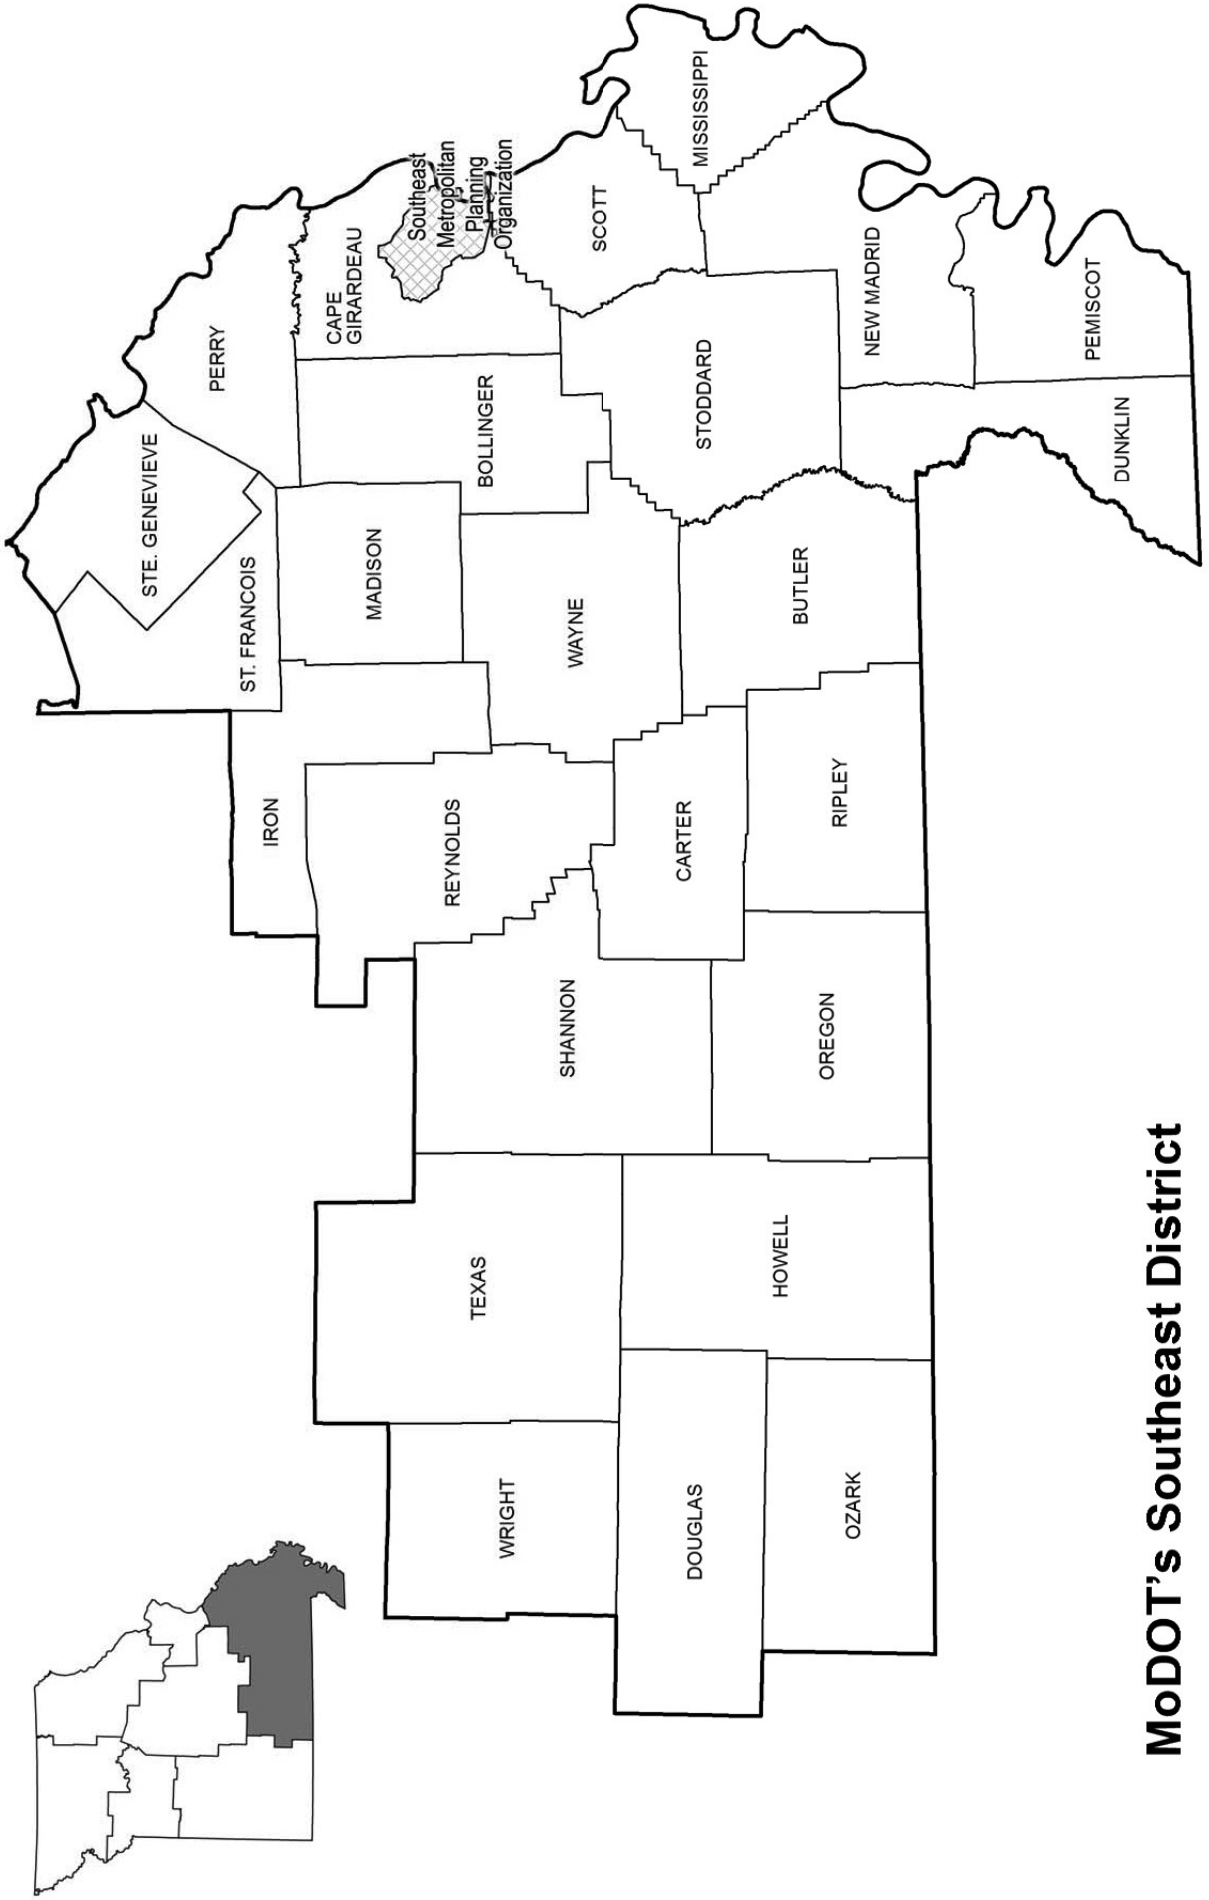 STE. GENEVIEVE
PERRY
ST. FRANCOIS
CAPE
GIRARDEAU
Southeast
Metropolitan
Planning
Organization
IRON
MADISON
BOLLINGER
SCOTT
MISSISSIPPI
REYNOLDS
WAYNE
STODDARD
TEXAS
SHANNON
CARTER
WRIGHT
BUTLER
NEW MADRID
DOUGLAS
HOWELL
OREGON
RIPLEY
OZARK
DUNKLIN
PEMISCOT
MoDOT's Southeast District